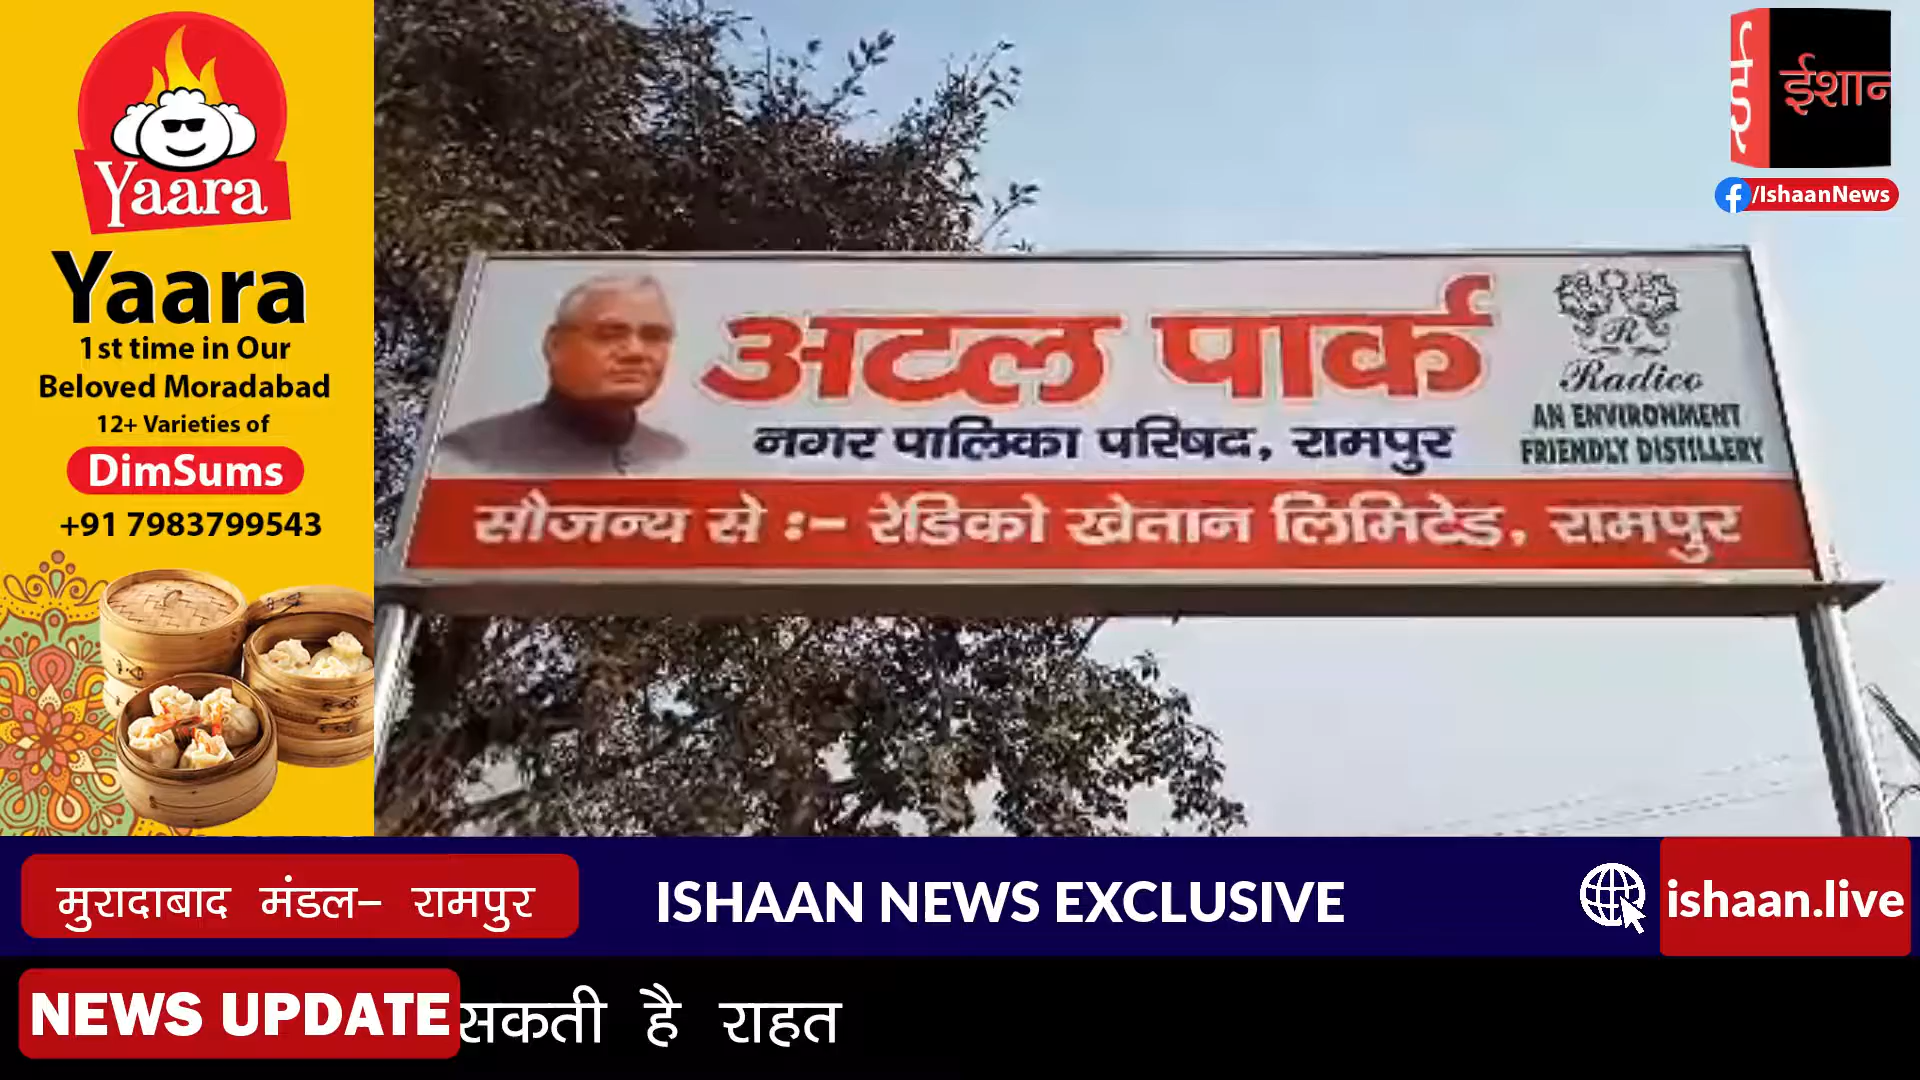 Yaara
Yaara
1st time in Our
Beloved Moradabad
12+ Varieties of
DimSums
+91 7983799543
ईशान
/IshaanNews
अटल पार्क
नगर पालिका परिषद, रामपुर
R
Radico
AN ENVIRONMENT
FRIENDLY DISTILLERY
सौजन्य से :- रेडिको खेतान लिमिटेड, रामपुर
मुरादाबाद मंडल- रामपुर
ISHAAN NEWS EXCLUSIVE
ishaan.live
NEWS UPDATE
सकती है राहत